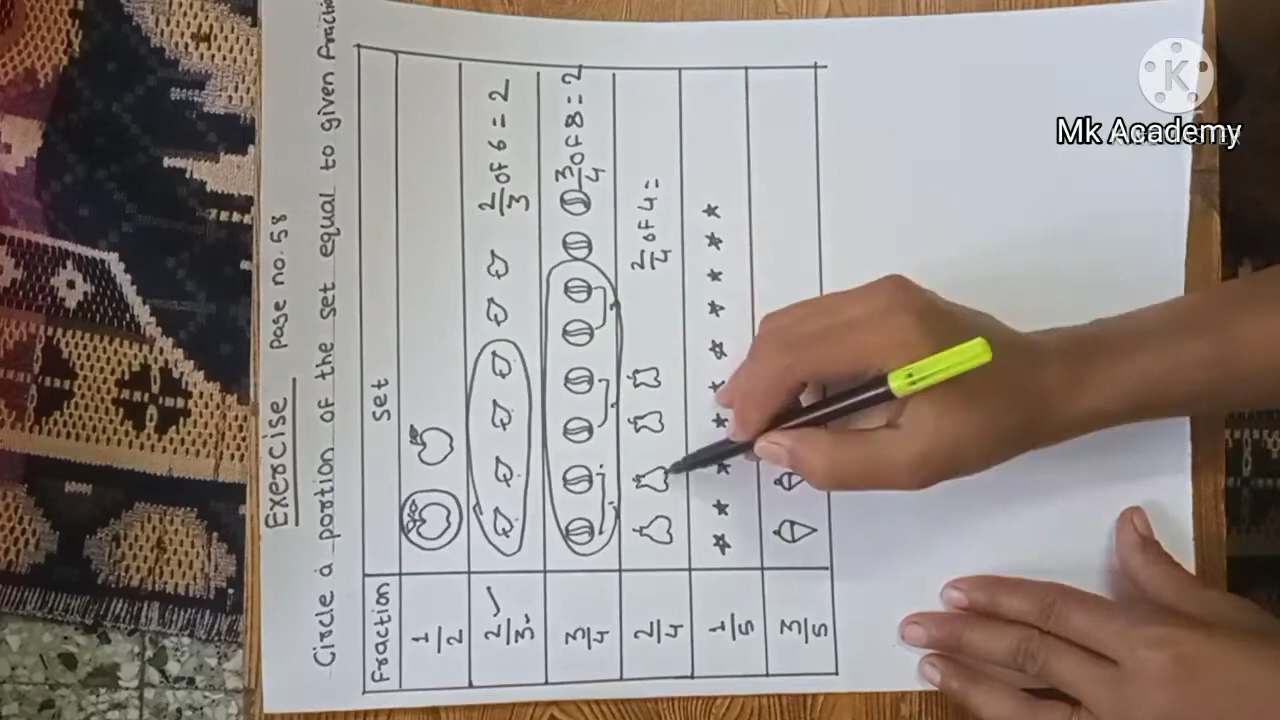 Exercise page no. 58
Circle a portion of the set equal to given fracti
Fraction Set
1/2
2/3 2/3 of 6 = 2
3/4 3/4 of 8 = 2
2/4 2/4 of 4 =
1/5
3/5
K
Mk Academy